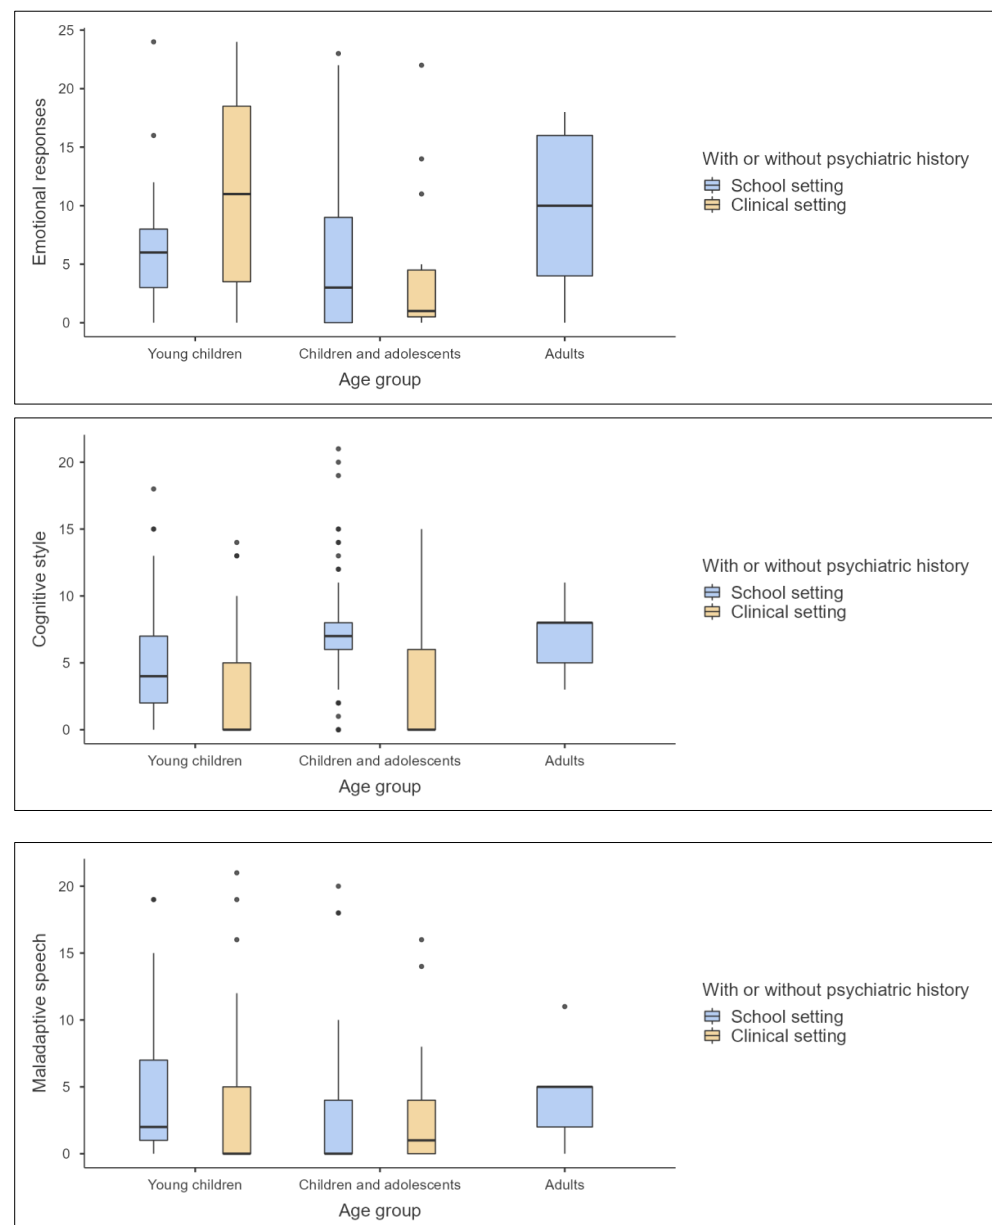 25
20
15
10
5
0
Emotional responses
Young children
Children and adolescents
Adults
Age group
With or without psychiatric history
School setting
Clinical setting
20
15
10
5
0
Cognitive style
Young children
Children and adolescents
Adults
Age group
With or without psychiatric history
School setting
Clinical setting
20
15
10
5
0
Maladaptive speech
Young children
Children and adolescents
Adults
Age group
With or without psychiatric history
School setting
Clinical setting